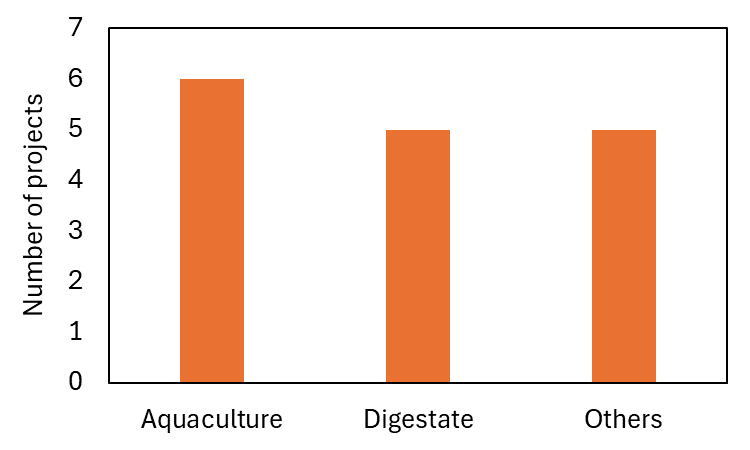 7
6
5
4
3
2
1
0
Number of projects
Aquaculture
Digestate
Others